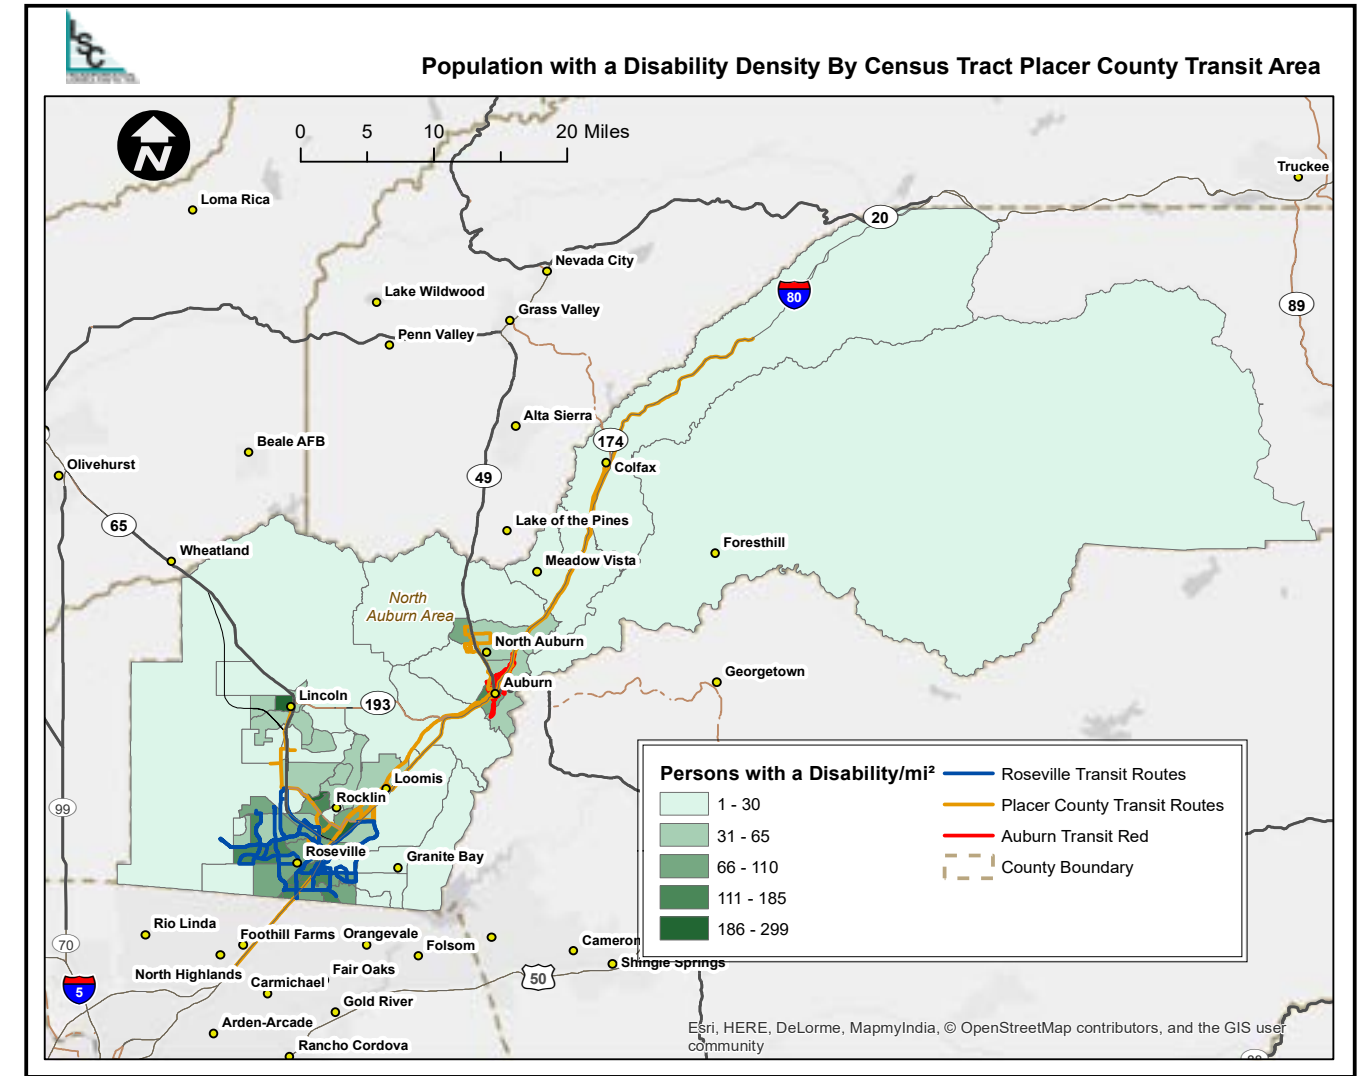 LSC
Population with a Disability Density By Census Tract Placer County Transit Area
N
0 5 10 20 Miles
Truckee
Loma Rica
20
Nevada City
80
Lake Wildwood
89
Grass Valley
Penn Valley
Alta Sierra
174
Beale AFB
Olivehurst
Colfax
49
65
Lake of the Pines
Wheatland
Foresthill
Meadow Vista
North
Auburn Area
North Auburn
Georgetown
Auburn
Lincoln
193
Loomis
Rocklin
99
Roseville
Granite Bay
Persons with a Disability/mi²
1 - 30
31 - 65
66 - 110
111 - 185
186 - 299
Roseville Transit Routes
Placer County Transit Routes
Auburn Transit Red
County Boundary
Rio Linda
Foothill Farms
Orangevale
Folsom
Cameron
70
Shingle Springs
North Highlands
Fair Oaks
50
Carmichael
5
Gold River
Arden-Arcade
Rancho Cordova
Esri, HERE, DeLorme, MapmyIndia, © OpenStreetMap contributors, and the GIS user
community